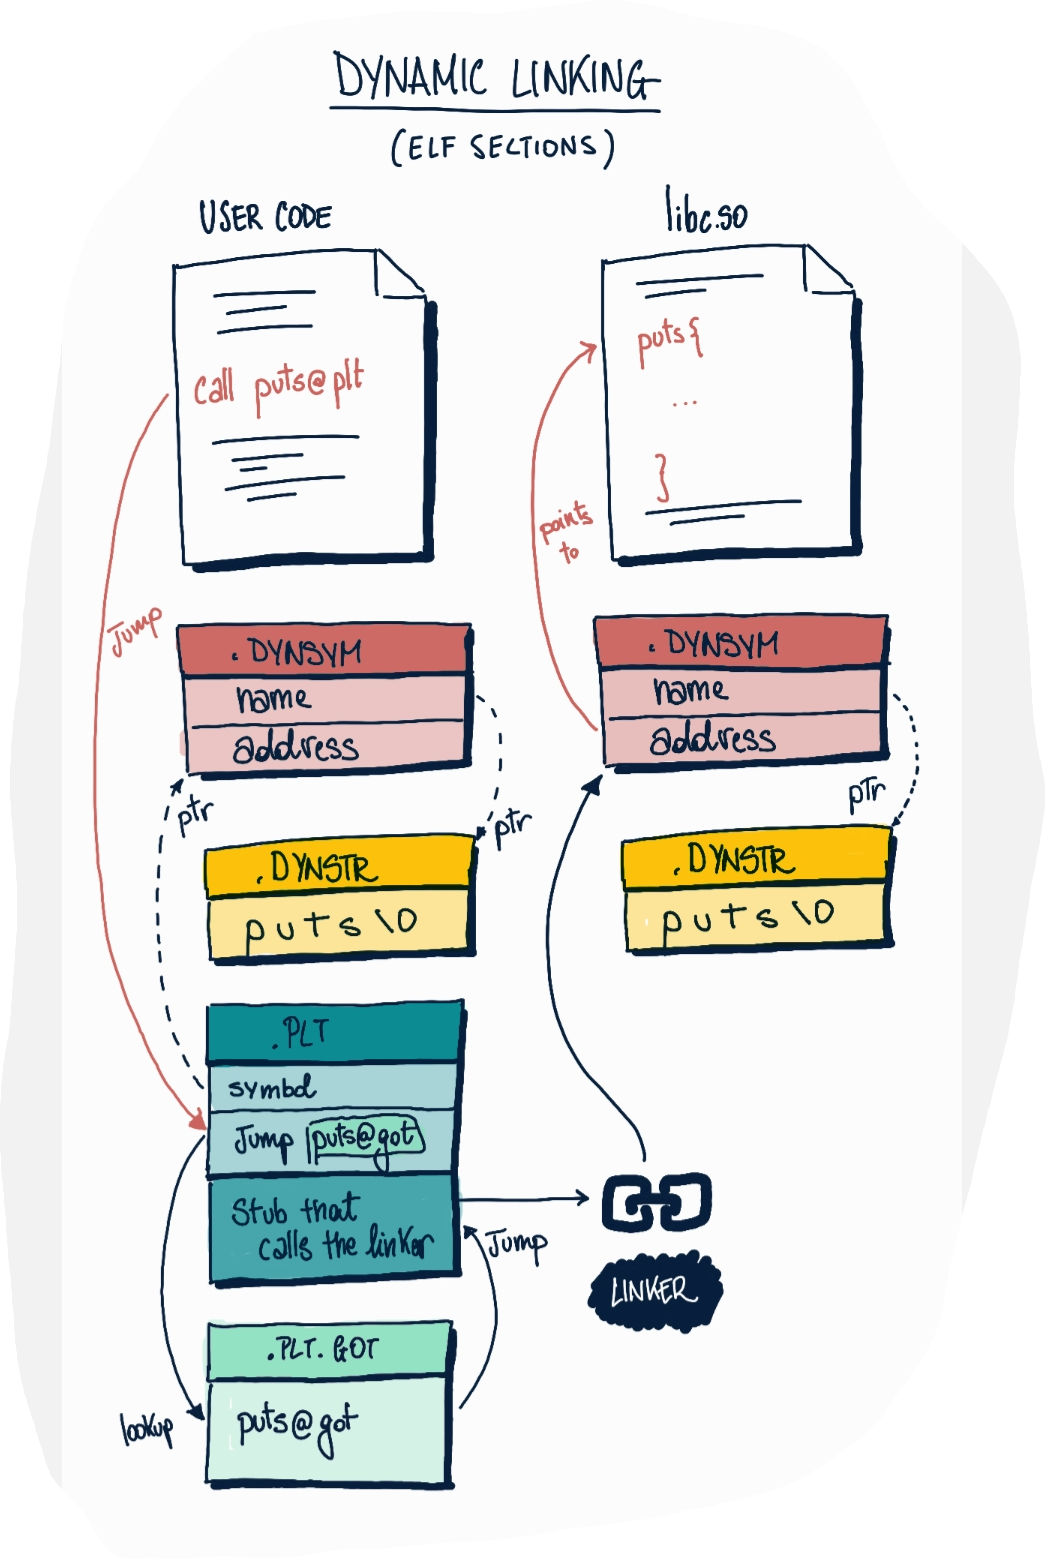 DYNAMIC LINKING
(ELF SECTIONS)
USER CODE
call puts@plt
Jump
.DYNSYM
name
address
ptr
ptr
.DYNSTR
puts\0
.PLT
symbol
Jump puts@got
Stub that
calls the linker
Jump
.PLT.GOT
puts@got
lookup
libc.so
puts{
...
}
points
to
.DYNSYM
name
address
ptr
.DYNSTR
puts\0
LINKER